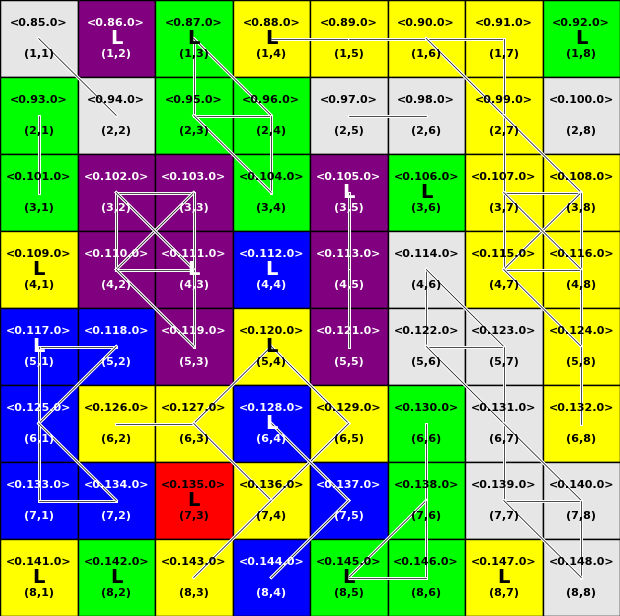 <0.85.0> <0.86.0> <0.87.0> <0.88.0> <0.89.0> <0.90.0> <0.91.0> <0.92.0>
L L L L
(1,1) (1,2) (1,3) (1,4) (1,5) (1,6) (1,7) (1,8)
<0.93.0> <0.94.0> <0.95.0> <0.96.0> <0.97.0> <0.98.0> <0.99.0> <0.100.0>
(2,1) (2,2) (2,3) (2,4) (2,5) (2,6) (2,7) (2,8)
<0.101.0> <0.102.0> <0.103.0> <0.104.0> <0.105.0> <0.106.0> <0.107.0> <0.108.0>
L L
(3,1) (3,2) (3,3) (3,4) (3,5) (3,6) (3,7) (3,8)
<0.109.0> <0.110.0> <0.111.0> <0.112.0> <0.113.0> <0.114.0> <0.115.0> <0.116.0>
L L L
(4,1) (4,2) (4,3) (4,4) (4,5) (4,6) (4,7) (4,8)
<0.117.0> <0.118.0> <0.119.0> <0.120.0> <0.121.0> <0.122.0> <0.123.0> <0.124.0>
L L
(5,1) (5,2) (5,3) (5,4) (5,5) (5,6) (5,7) (5,8)
<0.125.0> <0.126.0> <0.127.0> <0.128.0> <0.129.0> <0.130.0> <0.131.0> <0.132.0>
L
(6,1) (6,2) (6,3) (6,4) (6,5) (6,6) (6,7) (6,8)
<0.133.0> <0.134.0> <0.135.0> <0.136.0> <0.137.0> <0.138.0> <0.139.0> <0.140.0>
L
(7,1) (7,2) (7,3) (7,4) (7,5) (7,6) (7,7) (7,8)
<0.141.0> <0.142.0> <0.143.0> <0.144.0> <0.145.0> <0.146.0> <0.147.0> <0.148.0>
L L L L
(8,1) (8,2) (8,3) (8,4) (8,5) (8,6) (8,7) (8,8)